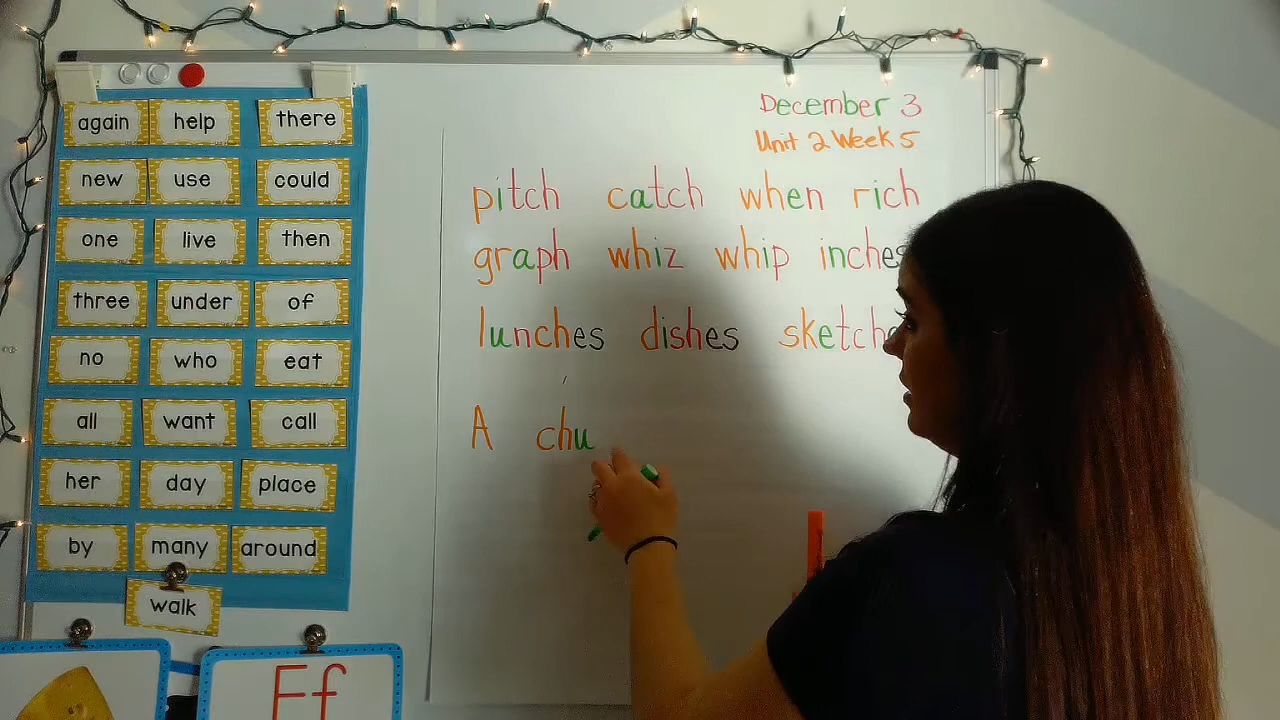 again help there
new use could
one live then
three under of
no who eat
all want call
her day place
by many around
walk
Ff
December 3
Unit 2 Week 5
pitch catch when rich
graph whiz whip inches
lunches dishes
A chu